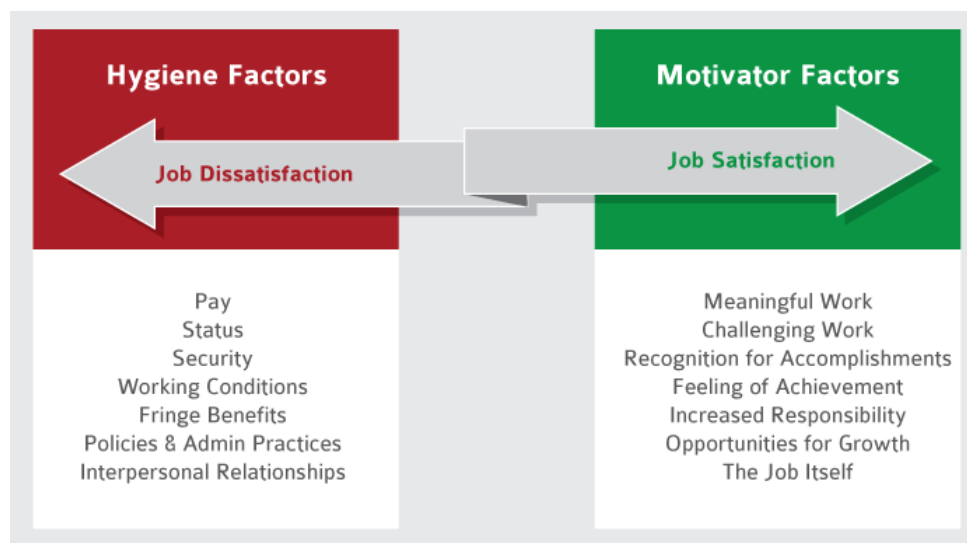 Hygiene Factors
Job Dissatisfaction
Pay
Status
Security
Working Conditions
Fringe Benefits
Policies & Admin Practices
Interpersonal Relationships
Motivator Factors
Job Satisfaction
Meaningful Work
Challenging Work
Recognition for Accomplishments
Feeling of Achievement
Increased Responsibility
Opportunities for Growth
The Job Itself